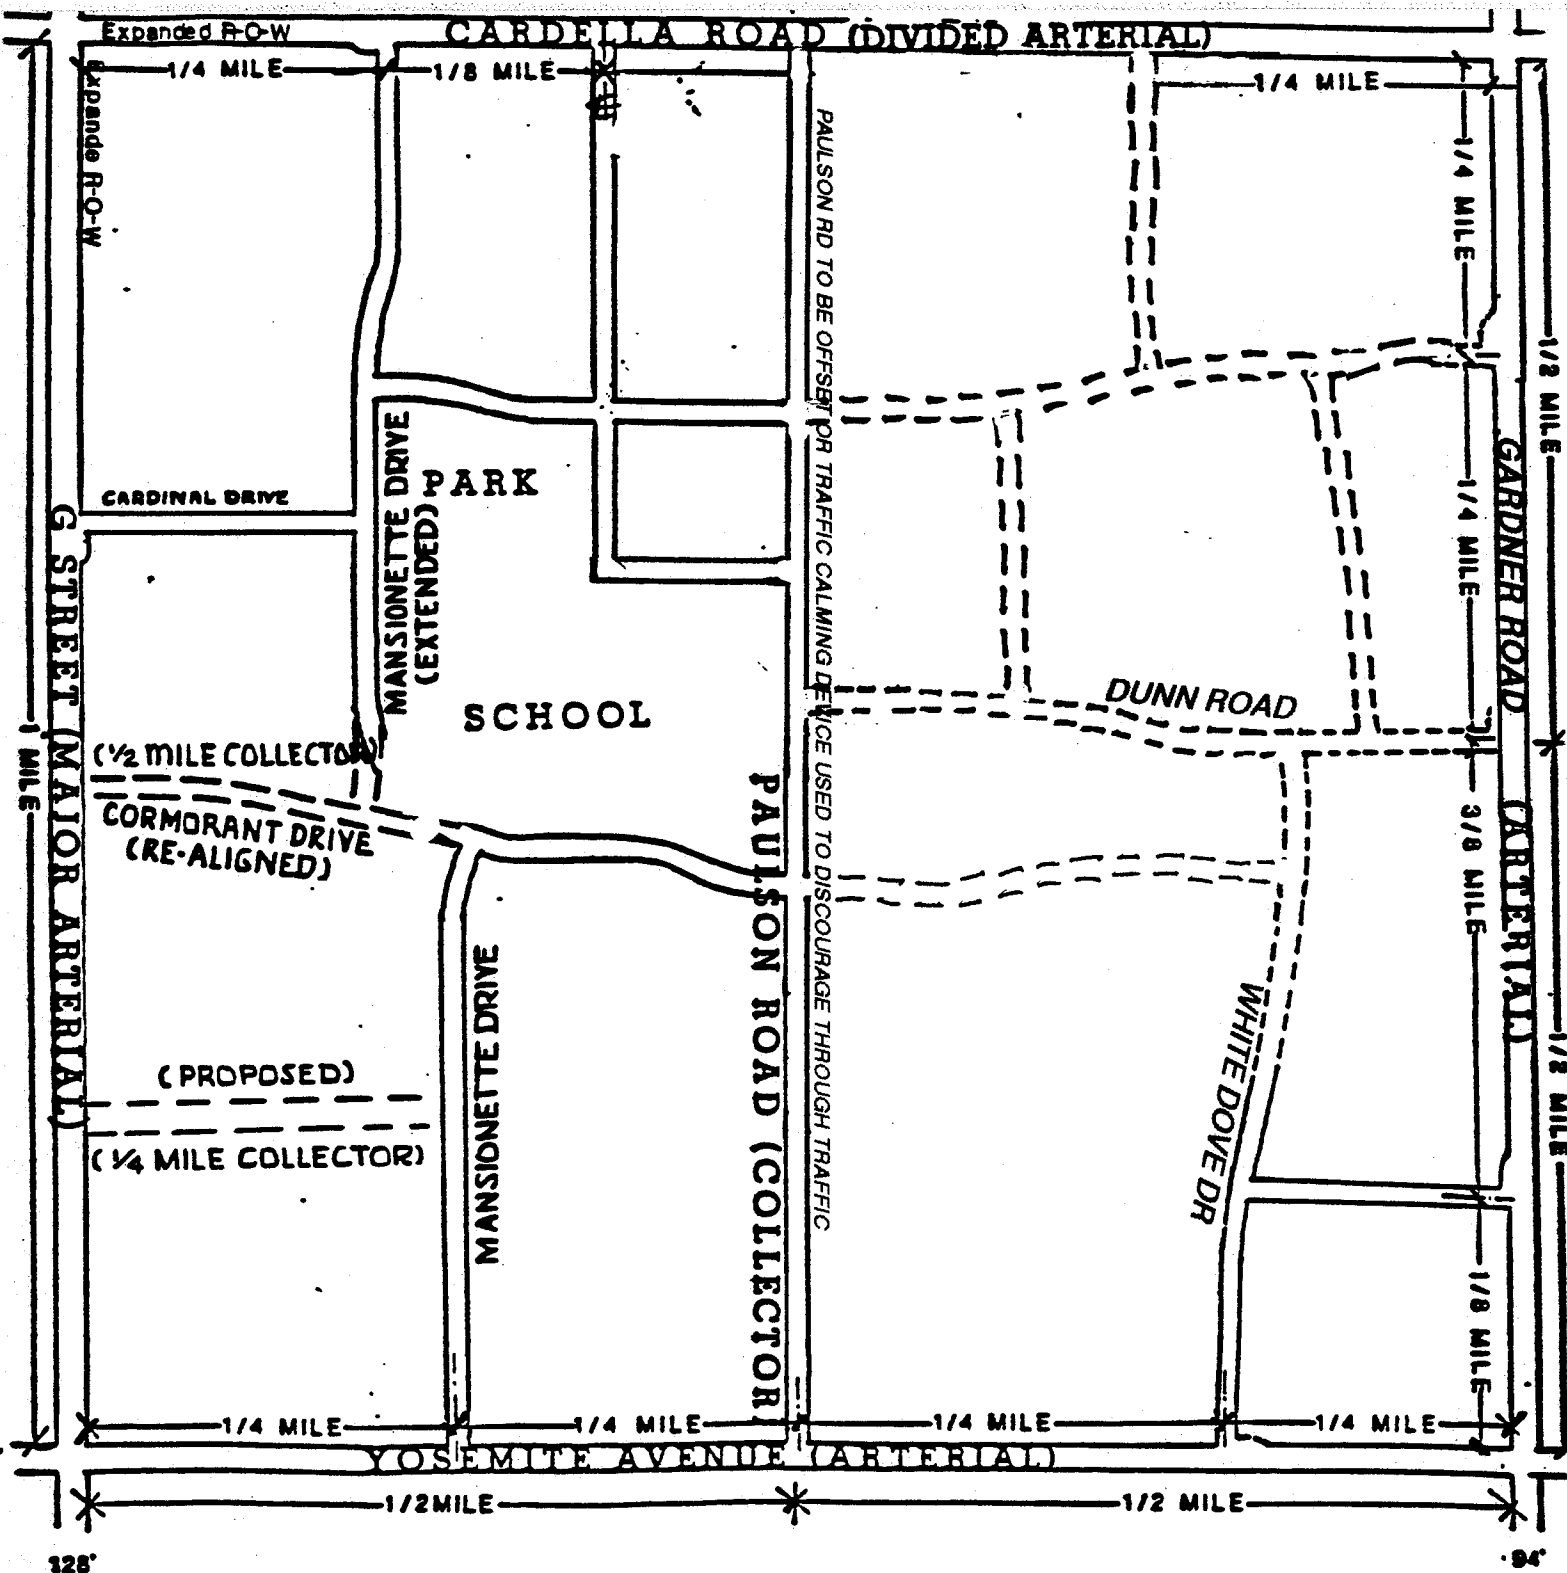 Expanded R-O-W
CARDELLA ROAD (DIVIDED ARTERIAL)
1/4 MILE
1/8 MILE
1/4 MILE
Expande R-O-W
1/4 MILE
PAULSON RD TO BE OFFSET OR TRAFFIC CALMING DEVICE USED TO DISCOURAGE THROUGH TRAFFIC
1/2 MILE
MANSIONETTE DRIVE
(EXTENDED)
PARK
CARDINAL DRIVE
1/4 MILE
GARDNER ROAD (ARTERIAL)
G STREET (MAJOR ARTERIAL)
SCHOOL
DUNN ROAD
1 MILE
(½ MILE COLLECTOR)
CORMORANT DRIVE
(RE-ALIGNED)
PAULSON ROAD (COLLECTOR)
3/8 MILE
MANSIONETTE DRIVE
WHITE DOVE DR
1/2 MILE
(PROPOSED)
(¼ MILE COLLECTOR)
1/8 MILE
1/4 MILE
1/4 MILE
1/4 MILE
1/4 MILE
YOSEMITE AVENUE (ARTERIAL)
1/2 MILE
1/2 MILE
128'
94'